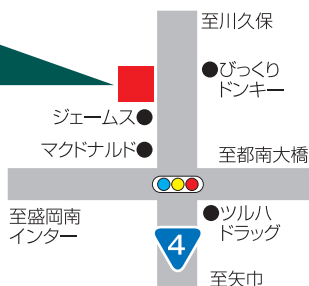 至川久保
●びっくり
ドンキー
ジェームス●
マクドナルド●
至都南大橋
至盛岡南
インター
●ツルハ
ドラッグ
4
至矢巾